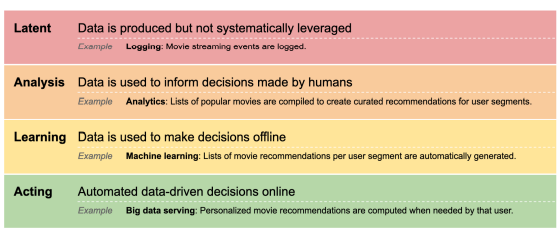 Latent Data is produced but not systematically leveraged
Example Logging: Movie streaming events are logged.
Analysis Data is used to inform decisions made by humans
Example Analytics: Lists of popular movies are compiled to create curated recommendations for user segments.
Learning Data is used to make decisions offline
Example Machine learning: Lists of movie recommendations per user segment are automatically generated.
Acting Automated data-driven decisions online
Example Big data serving: Personalized movie recommendations are computed when needed by that user.